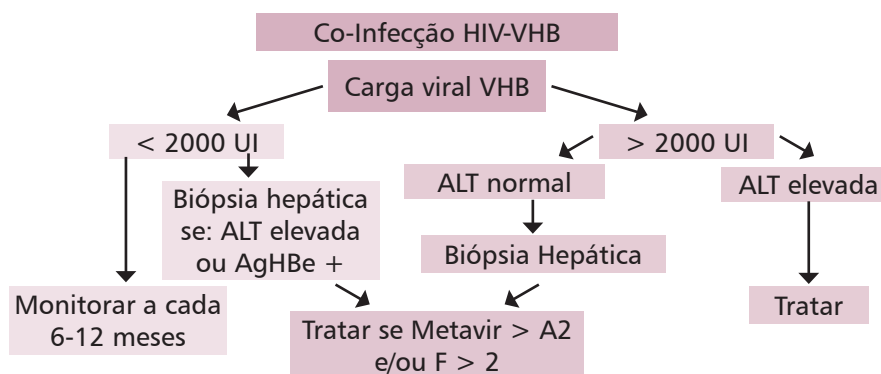 Co-Infecção HIV-VHB
Carga viral VHB
< 2000 UI
> 2000 UI
Biópsia hepática
se: ALT elevada
ou AgHBe +
ALT normal
ALT elevada
Biópsia Hepática
Monitorar a cada
6-12 meses
Tratar se Metavir > A2
e/ou F > 2
Tratar